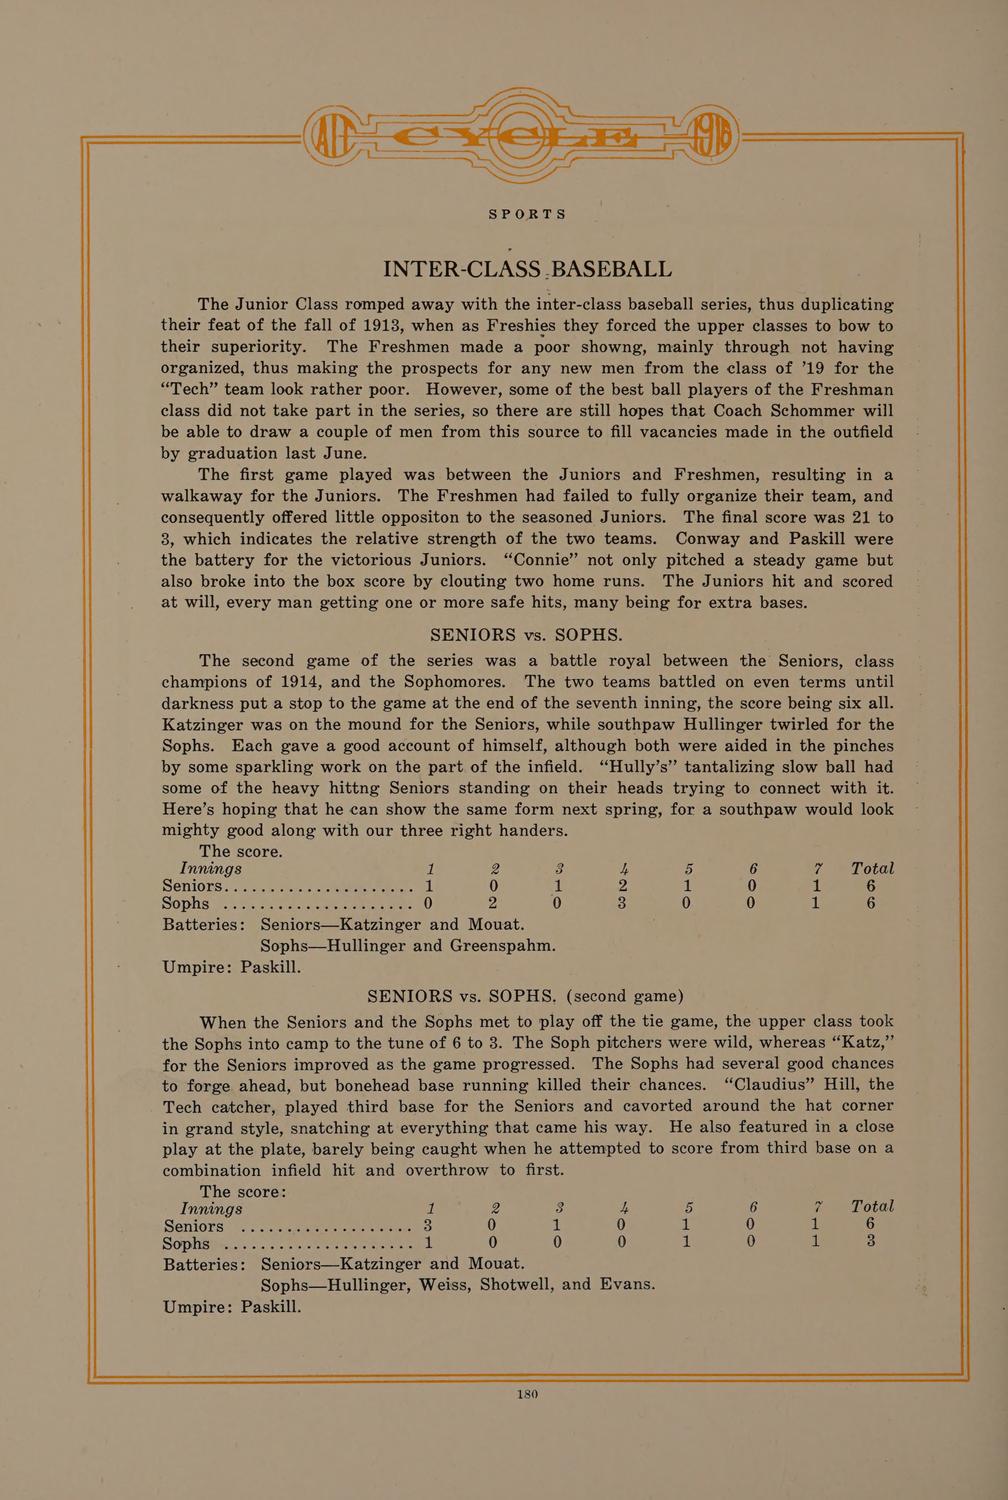 AIT CYCLE 1916
SPORTS
INTER-CLASS BASEBALL
The Junior Class romped away with the inter-class baseball series, thus duplicating
their feat of the fall of 1913, when as Freshies they forced the upper classes to bow to
their superiority. The Freshmen made a poor showng, mainly through not having
organized, thus making the prospects for any new men from the class of ’19 for the
“Tech” team look rather poor. However, some of the best ball players of the Freshman
class did not take part in the series, so there are still hopes that Coach Schommer will
be able to draw a couple of men from this source to fill vacancies made in the outfield
by graduation last June.
The first game played was between the Juniors and Freshmen, resulting in a
walkaway for the Juniors. The Freshmen had failed to fully organize their team, and
consequently offered little oppositon to the seasoned Juniors. The final score was 21 to
3, which indicates the relative strength of the two teams. Conway and Paskill were
the battery for the victorious Juniors. “Connie” not only pitched a steady game but
also broke into the box score by clouting two home runs. The Juniors hit and scored
at will, every man getting one or more safe hits, many being for extra bases.
SENIORS vs. SOPHS.
The second game of the series was a battle royal between the Seniors, class
champions of 1914, and the Sophomores. The two teams battled on even terms until
darkness put a stop to the game at the end of the seventh inning, the score being six all.
Katzinger was on the mound for the Seniors, while southpaw Hullinger twirled for the
Sophs. Each gave a good account of himself, although both were aided in the pinches
by some sparkling work on the part of the infield. “Hully’s” tantalizing slow ball had
some of the heavy hittng Seniors standing on their heads trying to connect with it.
Here’s hoping that he can show the same form next spring, for a southpaw would look
mighty good along with our three right handers.
The score.
Innings 1 2 3 4 5 6 7 Total
Seniors...................... 1 0 1 2 1 0 1 6
Sophs ...................... 0 2 0 3 0 0 1 6
Batteries: Seniors—Katzinger and Mouat.
Sophs—Hullinger and Greenspahm.
Umpire: Paskill.
SENIORS vs. SOPHS. (second game)
When the Seniors and the Sophs met to play off the tie game, the upper class took
the Sophs into camp to the tune of 6 to 3. The Soph pitchers were wild, whereas “Katz,”
for the Seniors improved as the game progressed. The Sophs had several good chances
to forge ahead, but bonehead base running killed their chances. “Claudius” Hill, the
Tech catcher, played third base for the Seniors and cavorted around the hat corner
in grand style, snatching at everything that came his way. He also featured in a close
play at the plate, barely being caught when he attempted to score from third base on a
combination infield hit and overthrow to first.
The score:
Innings 1 2 3 4 5 6 7 Total
Seniors .................... 3 0 1 0 1 0 1 6
Sophs ...................... 1 0 0 0 1 0 1 3
Batteries: Seniors—Katzinger and Mouat.
Sophs—Hullinger, Weiss, Shotwell, and Evans.
Umpire: Paskill.
180